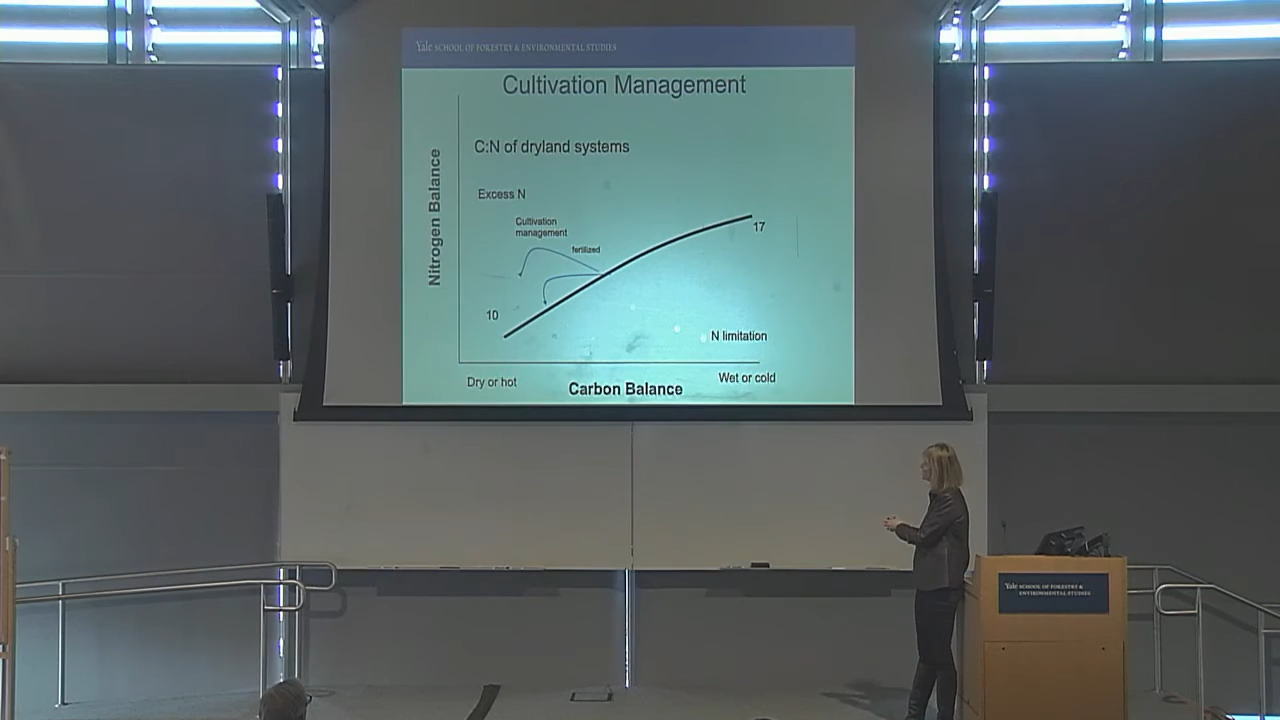 Yale SCHOOL OF FORESTRY & ENVIRONMENTAL STUDIES
Cultivation Management
C:N of dryland systems
Excess N
Cultivation
management
fertilized
17
10
N limitation
Nitrogen Balance
Dry or hot
Carbon Balance
Wet or cold
Yale SCHOOL OF FORESTRY &
ENVIRONMENTAL STUDIES